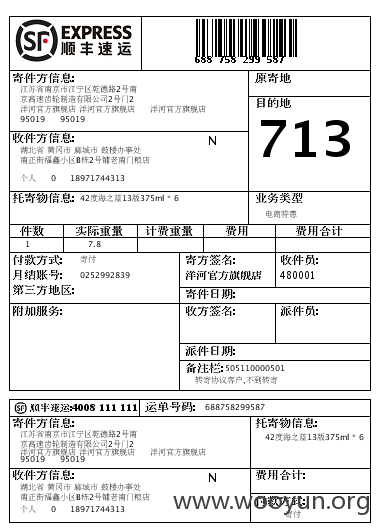 SF EXPRESS
顺丰速运
688 758 299 587
寄件方信息:
江苏省南京市江宁区乾德路2号南
京高速齿轮制造有限公司2号门2
洋河官方旗舰店 洋河官方旗舰店 洋河官方旗舰店
95019 95019
原寄地
目的地
713
收件方信息: N
湖北省 黄冈市 麻城市 鼓楼办事处
南正街福鑫小区B栋2号铺老南门粮店
个人 0 18971744313
托寄物信息: 42度海之蓝13版375ml * 6
业务类型
电商特惠
件数 实际重量 计费重量 费用 费用合计
1 7.8
付款方式: 寄付
月结账号: 0252992839
第三方地区:
寄方签名:
洋河官方旗舰店
收件员:
480001
寄件日期:
附加服务:
收方签名:
派件员:
派件日期:
备注栏: 505110000501
转寄协议客户,不到转寄
SF 顺丰速运:4008 111 111 运单号码: 688758299587
寄件方信息:
江苏省南京市江宁区乾德路2号南
京高速齿轮制造有限公司2号门2
洋河官方旗舰店 洋河官方旗舰店 洋河官方旗舰店
95019 95019
托寄物信息:
42度海之蓝13版375ml * 6
收件方信息: N
湖北省 黄冈市 麻城市 鼓楼办事处
南正街福鑫小区B栋2号铺老南门粮店
个人 0 18971744313
费用合计:
付款方式:
寄付
www.wooyun.org